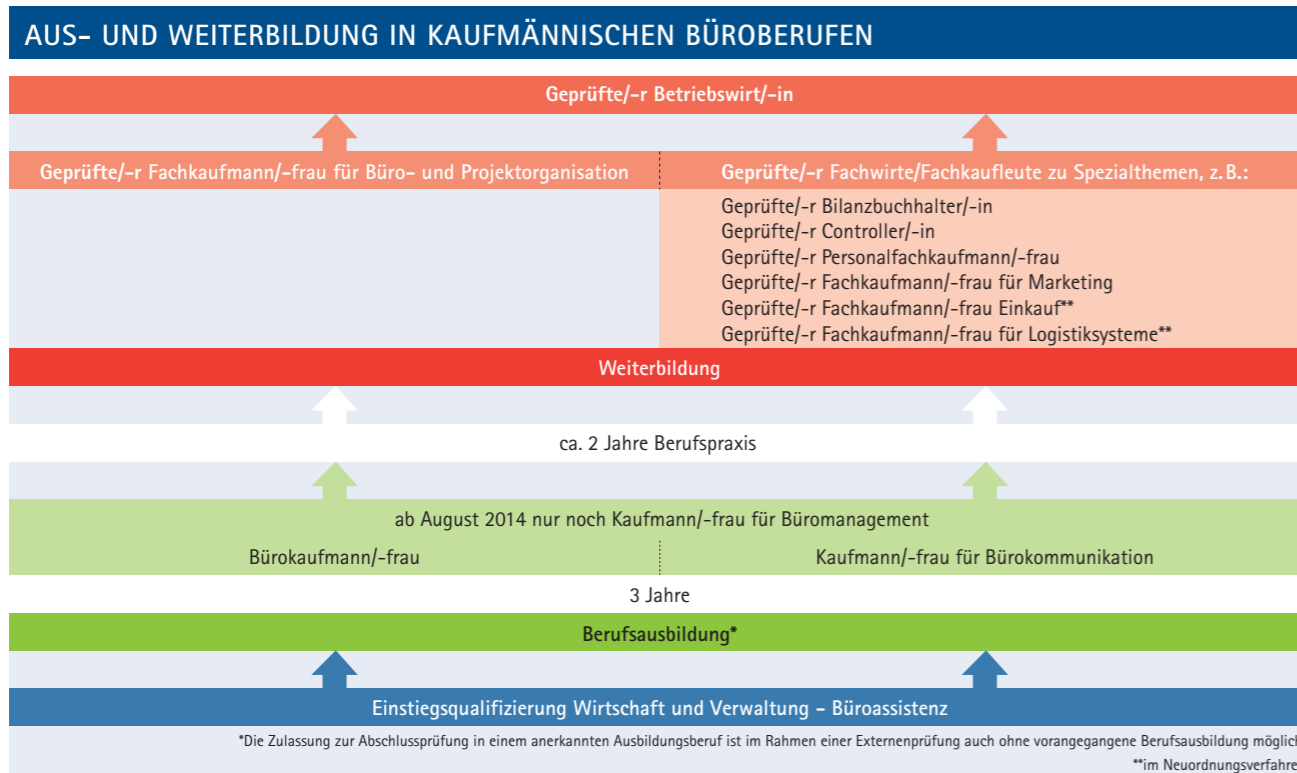 AUS- UND WEITERBILDUNG IN KAUFMÄNNISCHEN BÜROBERUFEN
Geprüfte/-r Betriebswirt/-in
Geprüfte/-r Fachkaufmann/-frau für Büro- und Projektorganisation
Geprüfte/-r Fachwirte/Fachkaufleute zu Spezialthemen, z.B.:
Geprüfte/-r Bilanzbuchhalter/-in
Geprüfte/-r Controller/-in
Geprüfte/-r Personalfachkaufmann/-frau
Geprüfte/-r Fachkaufmann/-frau für Marketing
Geprüfte/-r Fachkaufmann/-frau Einkauf**
Geprüfte/-r Fachkaufmann/-frau für Logistiksysteme**
Weiterbildung
ca. 2 Jahre Berufspraxis
ab August 2014 nur noch Kaufmann/-frau für Büromanagement
Bürokaufmann/-frau
Kaufmann/-frau für Bürokommunikation
3 Jahre
Berufsausbildung*
Einstiegsqualifizierung Wirtschaft und Verwaltung – Büroassistenz
*Die Zulassung zur Abschlussprüfung in einem anerkannten Ausbildungsberuf ist im Rahmen einer Externenprüfung auch ohne vorangegangene Berufsausbildung möglich
**im Neuordnungsverfahre